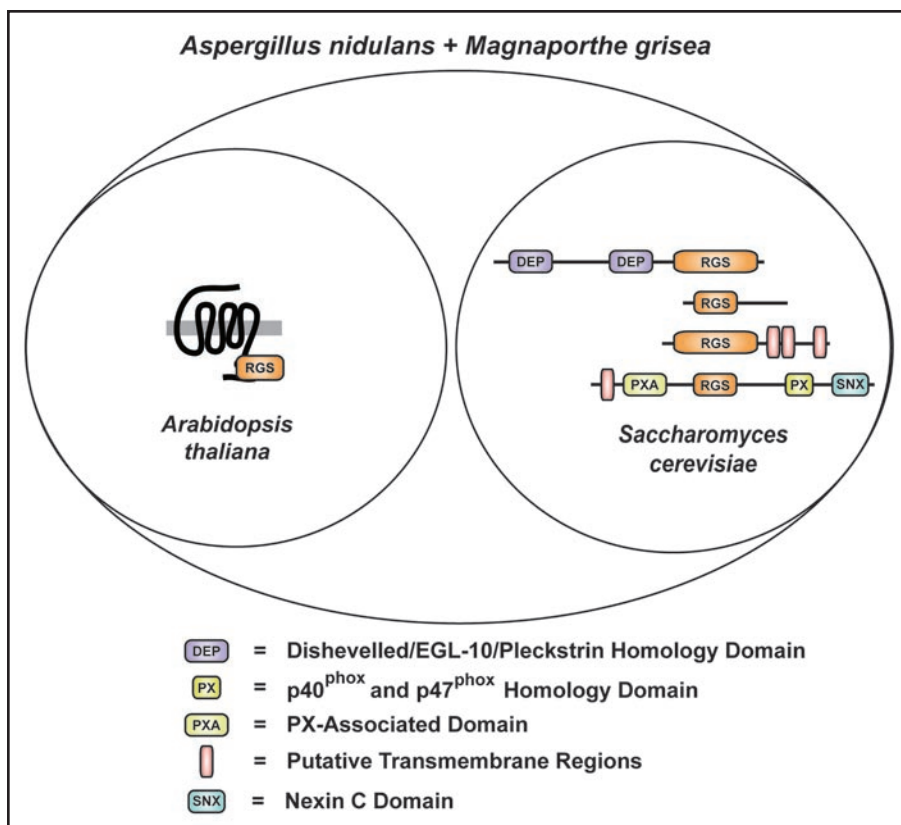 Aspergillus nidulans + Magnaporthe grisea
DEP DEP RGS
RGS
RGS
RGS
PXA RGS PX SNX
Arabidopsis
thaliana
Saccharomyces
cerevisiae
DEP = Dishevelled/EGL-10/Pleckstrin Homology Domain
PX = p40phox and p47phox Homology Domain
PXA = PX-Associated Domain
= Putative Transmembrane Regions
SNX = Nexin C Domain